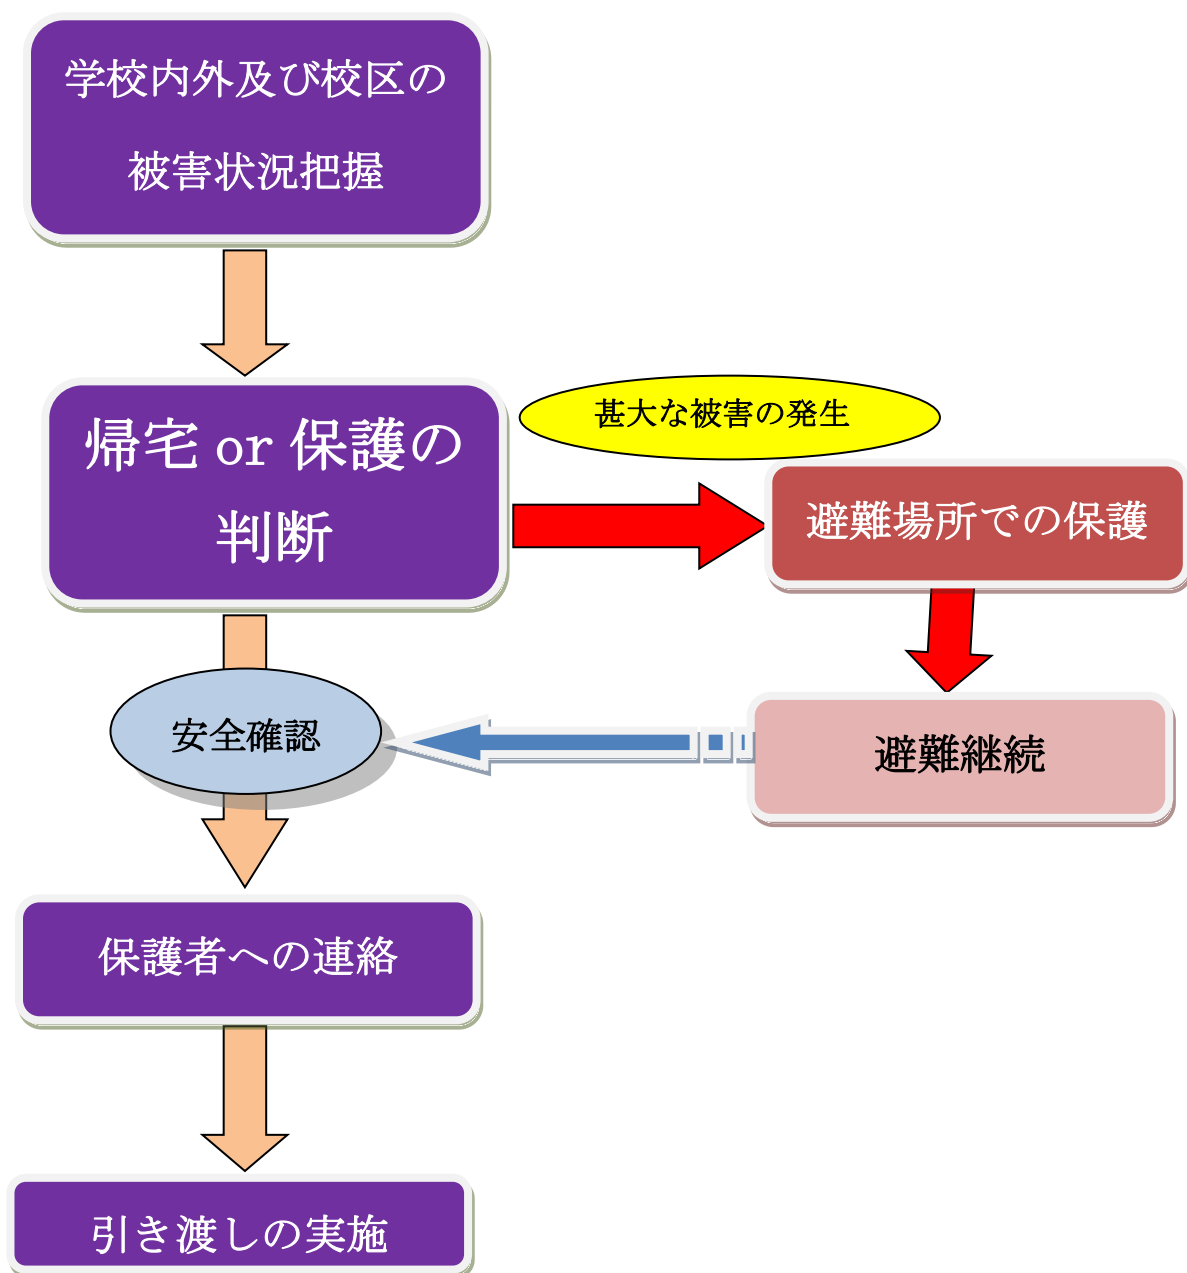 学校内外及び校区の
被害状況把握
帰宅 or 保護の
判断
甚大な被害の発生
避難場所での保護
安全確認
避難継続
保護者への連絡
引き渡しの実施